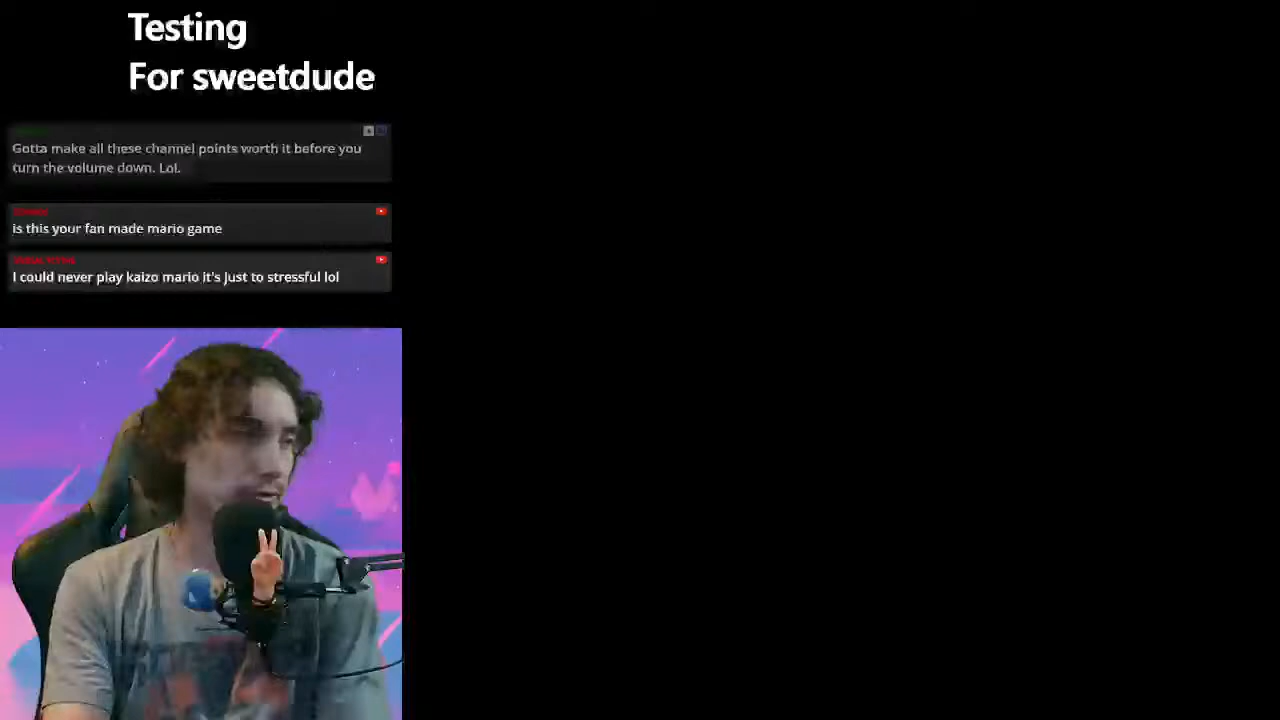 Testing
For sweetdude
Gotta make all these channel points worth it before you
turn the volume down. Lol.
is this your fan made mario game
I could never play kaizo mario it's just to stressful lol